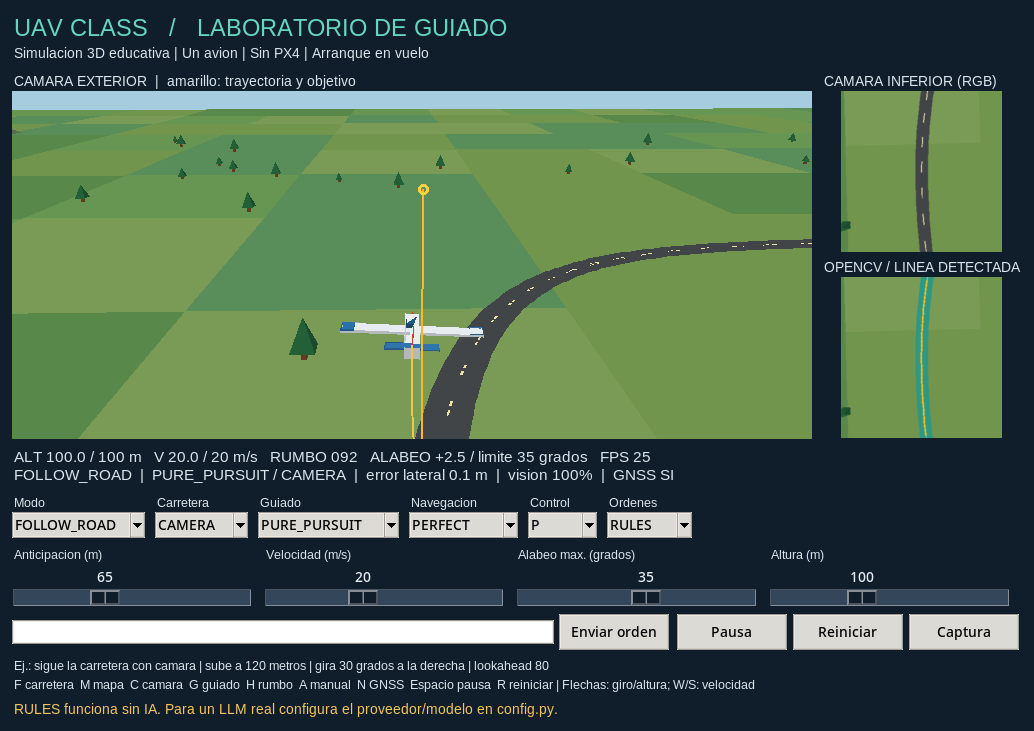 UAV CLASS / LABORATORIO DE GUIADO
Simulacion 3D educativa | Un avion | Sin PX4 | Arranque en vuelo
CAMARA EXTERIOR | amarillo: trayectoria y objetivo
CAMARA INFERIOR (RGB)
OPENCV / LINEA DETECTADA
ALT 100.0 / 100 m V 20.0 / 20 m/s RUMBO 092 ALABEO +2.5 / limite 35 grados FPS 25
FOLLOW_ROAD | PURE_PURSUIT / CAMERA | error lateral 0.1 m | vision 100% | GNSS SI
Modo Carretera Guiado Navegacion Control Ordenes
FOLLOW_ROAD CAMERA PURE_PURSUIT PERFECT P RULES
Anticipacion (m) Velocidad (m/s) Alabeo max. (grados) Altura (m)
65 20 35 100
Enviar orden Pausa Reiniciar Captura
Ej.: sigue la carretera con camara | sube a 120 metros | gira 30 grados a la derecha | lookahead 80
F carretera M mapa C camara G guiado H rumbo A manual N GNSS Espacio pausa R reiniciar | Flechas: giro/altura; W/S: velocidad
RULES funciona sin IA. Para un LLM real configura el proveedor/modelo en config.py.